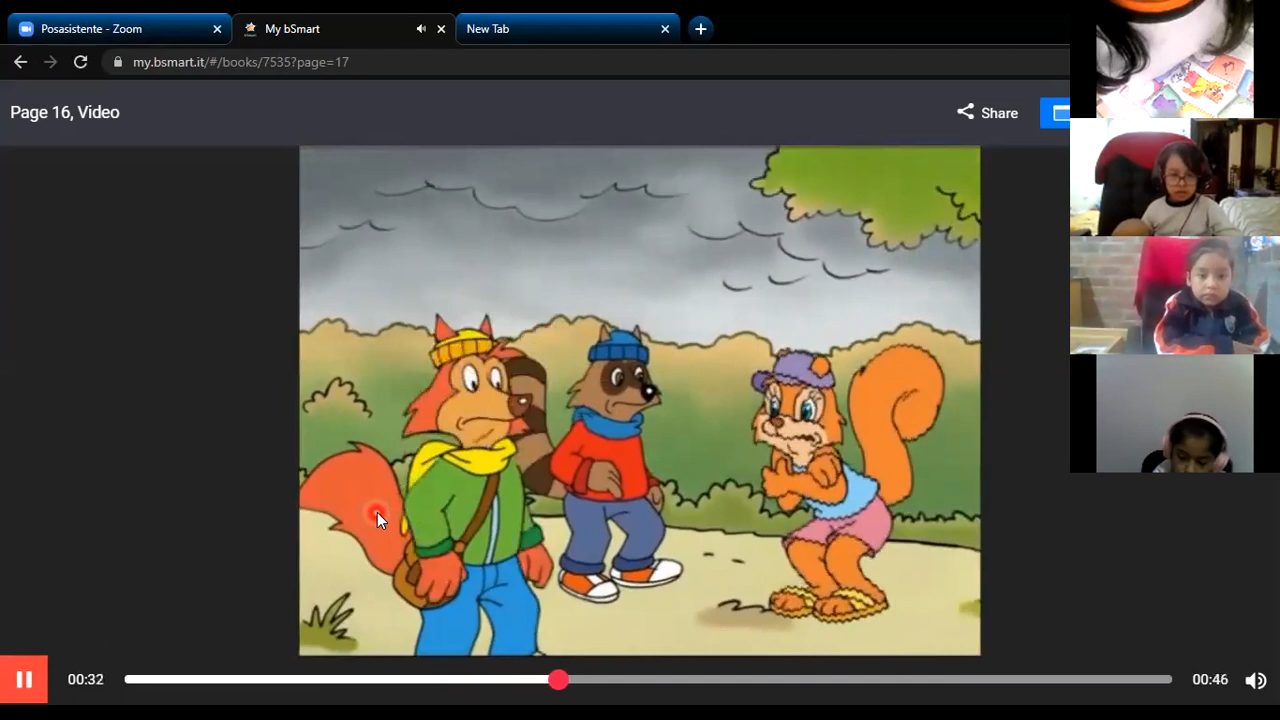 Posasistente - Zoom
My bSmart
New Tab
my.bsmart.it/#/books/7535?page=17
Page 16, Video
Share
00:32
00:46